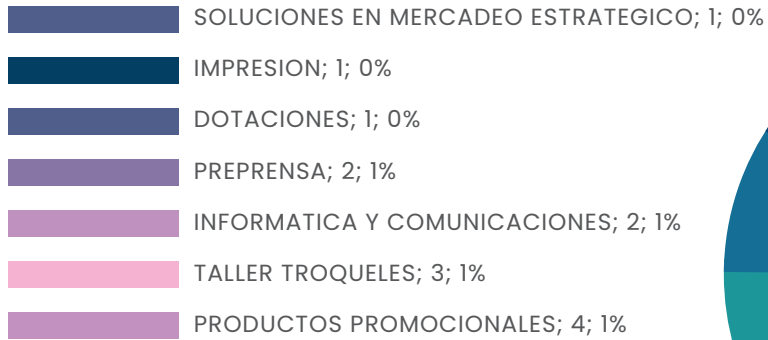 SOLUCIONES EN MERCADEO ESTRATEGICO; 1; 0%
IMPRESION; 1; 0%
DOTACIONES; 1; 0%
PREPRENSA; 2; 1%
INFORMATICA Y COMUNICACIONES; 2; 1%
TALLER TROQUELES; 3; 1%
PRODUCTOS PROMOCIONALES; 4; 1%